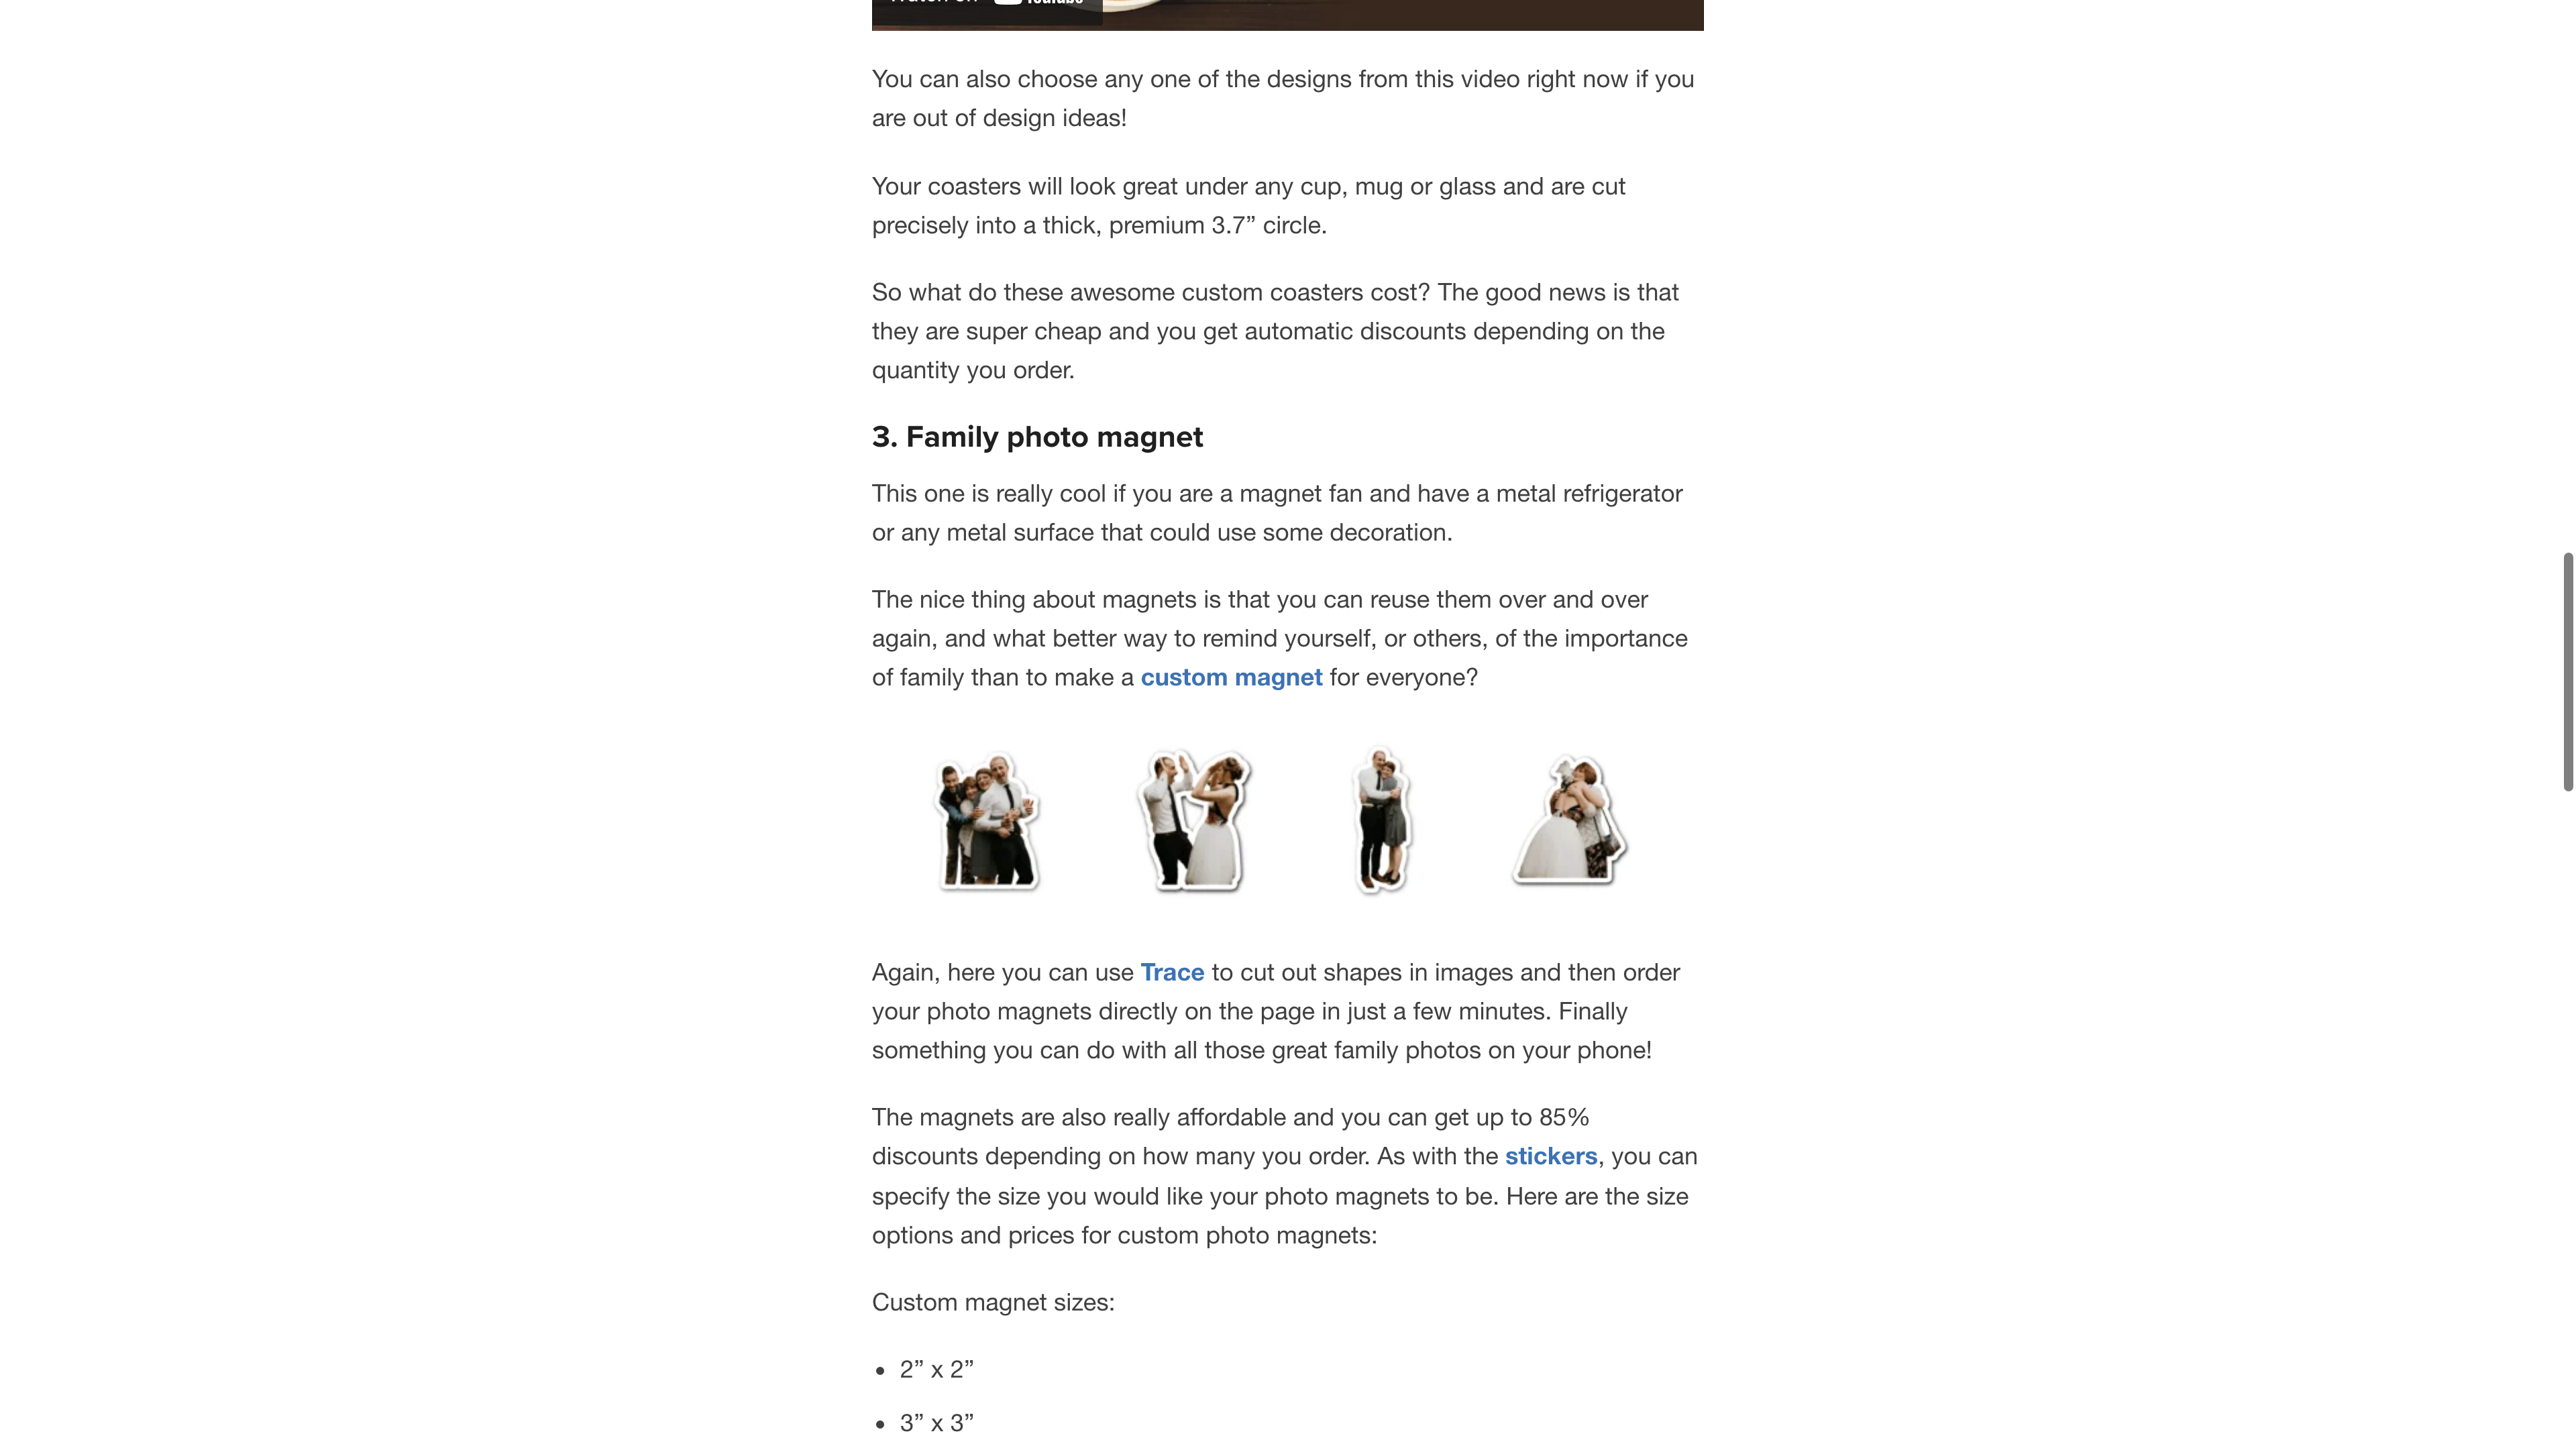 Watch on YouTube
You can also choose any one of the designs from this video right now if you
are out of design ideas!
Your coasters will look great under any cup, mug or glass and are cut
precisely into a thick, premium 3.7” circle.
So what do these awesome custom coasters cost? The good news is that
they are super cheap and you get automatic discounts depending on the
quantity you order.
3. Family photo magnet
This one is really cool if you are a magnet fan and have a metal refrigerator
or any metal surface that could use some decoration.
The nice thing about magnets is that you can reuse them over and over
again, and what better way to remind yourself, or others, of the importance
of family than to make a custom magnet for everyone?
Again, here you can use Trace to cut out shapes in images and then order
your photo magnets directly on the page in just a few minutes. Finally
something you can do with all those great family photos on your phone!
The magnets are also really affordable and you can get up to 85%
discounts depending on how many you order. As with the stickers, you can
specify the size you would like your photo magnets to be. Here are the size
options and prices for custom photo magnets:
Custom magnet sizes:
• 2” x 2”
• 3” x 3”